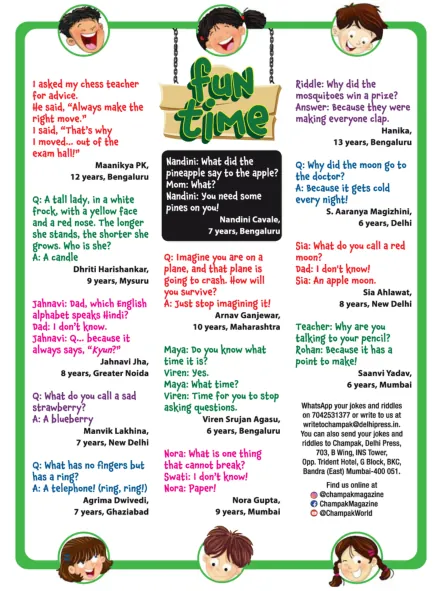 I asked my chess teacher
for advice.
He said, "Always make the
right move."
I said, "That's why
I moved... out of the
exam hall!"
Maanikya PK,
12 years, Bengaluru
Q: A tall lady, in a white
frock, with a yellow face
and a red nose. The longer
she stands, the shorter she
grows. Who is she?
A: A candle
Dhriti Harishankar,
9 years, Mysuru
Jahnavi: Dad, which English
alphabet speaks Hindi?
Dad: I don't know.
Jahnavi: Q... because it
always says, "Kyun?"
Jahnavi Jha,
8 years, Greater Noida
Q: What do you call a sad
strawberry?
A: A blueberry
Manvik Lakhina,
7 years, New Delhi
Q: What has no fingers but
has a ring?
A: A telephone! (ring, ring!)
Agrima Dwivedi,
7 years, Ghaziabad
fun
time
Nandini: What did the
pineapple say to the apple?
Mom: What?
Nandini: You need some
pines on you!
Nandini Cavale,
7 years, Bengaluru
Q: Imagine you are on a
plane, and that plane is
going to crash. How will
you survive?
A: Just stop imagining it!
Arnav Ganjewar,
10 years, Maharashtra
Maya: Do you know what
time it is?
Viren: Yes.
Maya: What time?
Viren: Time for you to stop
asking questions.
Viren Srujan Agasu,
6 years, Bengaluru
Nora: What is one thing
that cannot break?
Swati: I don't know!
Nora: Paper!
Nora Gupta,
9 years, Mumbai
Riddle: Why did the
mosquitoes win a prize?
Answer: Because they were
making everyone clap.
Hanika,
13 years, Bengaluru
Q: Why did the moon go to
the doctor?
A: Because it gets cold
every night!
S. Aaranya Magizhini,
6 years, Delhi
Sia: What do you call a red
moon?
Dad: I don't know!
Sia: An apple moon.
Sia Ahlawat,
8 years, New Delhi
Teacher: Why are you
talking to your pencil?
Rohan: Because it has a
point to make!
Saanvi Yadav,
6 years, Mumbai
WhatsApp your jokes and riddles
on 7042531377 or write to us at
writetochampak@delhipress.in.
You can also send your jokes and
riddles to Champak, Delhi Press,
703, B Wing, INS Tower,
Opp. Trident Hotel, G Block, BKC,
Bandra (East) Mumbai-400 051.
Find us online at
@champakmagazine
ChampakMagazine
@ChampakWorld